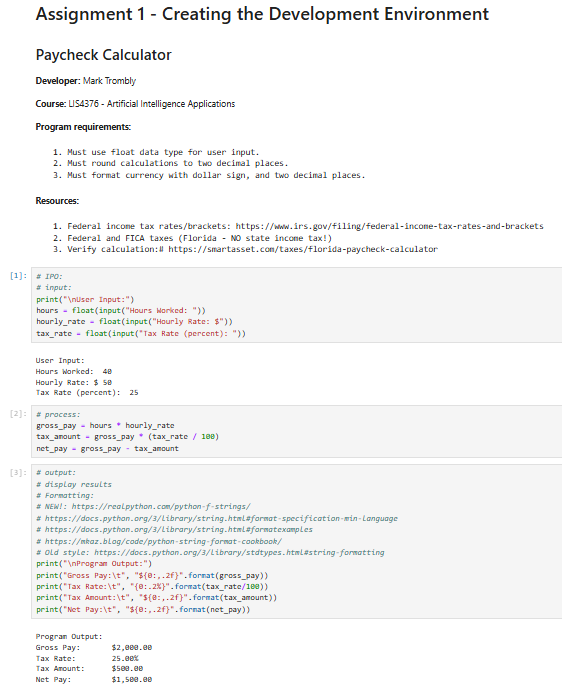 Assignment 1 - Creating the Development Environment
Paycheck Calculator
Developer: Mark Trombly
Course: LIS4376 - Artificial Intelligence Applications
Program requirements:
1. Must use float data type for user input.
2. Must round calculations to two decimal places.
3. Must format currency with dollar sign, and two decimal places.
Resources:
1. Federal income tax rates/brackets: https://www.irs.gov/filing/federal-income-tax-rates-and-brackets
2. Federal and FICA taxes (Florida - NO state income tax!)
3. Verify calculation:# https://smartasset.com/taxes/florida-paycheck-calculator
[1]: # IPO:
# input:
print("\nUser Input:")
hours = float(input("Hours Worked: "))
hourly_rate = float(input("Hourly Rate: $"))
tax_rate = float(input("Tax Rate (percent): "))
User Input:
Hours Worked:  40
Hourly Rate: $ 50
Tax Rate (percent):  25
[2]: # process:
gross_pay = hours * hourly_rate
tax_amount = gross_pay * (tax_rate / 100)
net_pay = gross_pay - tax_amount
[3]: # output:
# display results
# Formatting:
# NEW!: https://realpython.com/python-f-strings/
# https://docs.python.org/3/library/string.html#format-specification-min-language
# https://docs.python.org/3/library/string.html#formatexamples
# https://mkaz.blog/code/python-string-format-cookbook/
# Old style: https://docs.python.org/3/library/stdtypes.html#string-formatting
print("\nProgram Output:")
print("Gross Pay:\t", "${0:,.2f}".format(gross_pay))
print("Tax Rate:\t", "{0:.2%}".format(tax_rate/100))
print("Tax Amount:\t", "${0:,.2f}".format(tax_amount))
print("Net Pay:\t", "${0:,.2f}".format(net_pay))
Program Output:
Gross Pay: $2,000.00
Tax Rate: 25.00%
Tax Amount: $500.00
Net Pay: $1,500.00